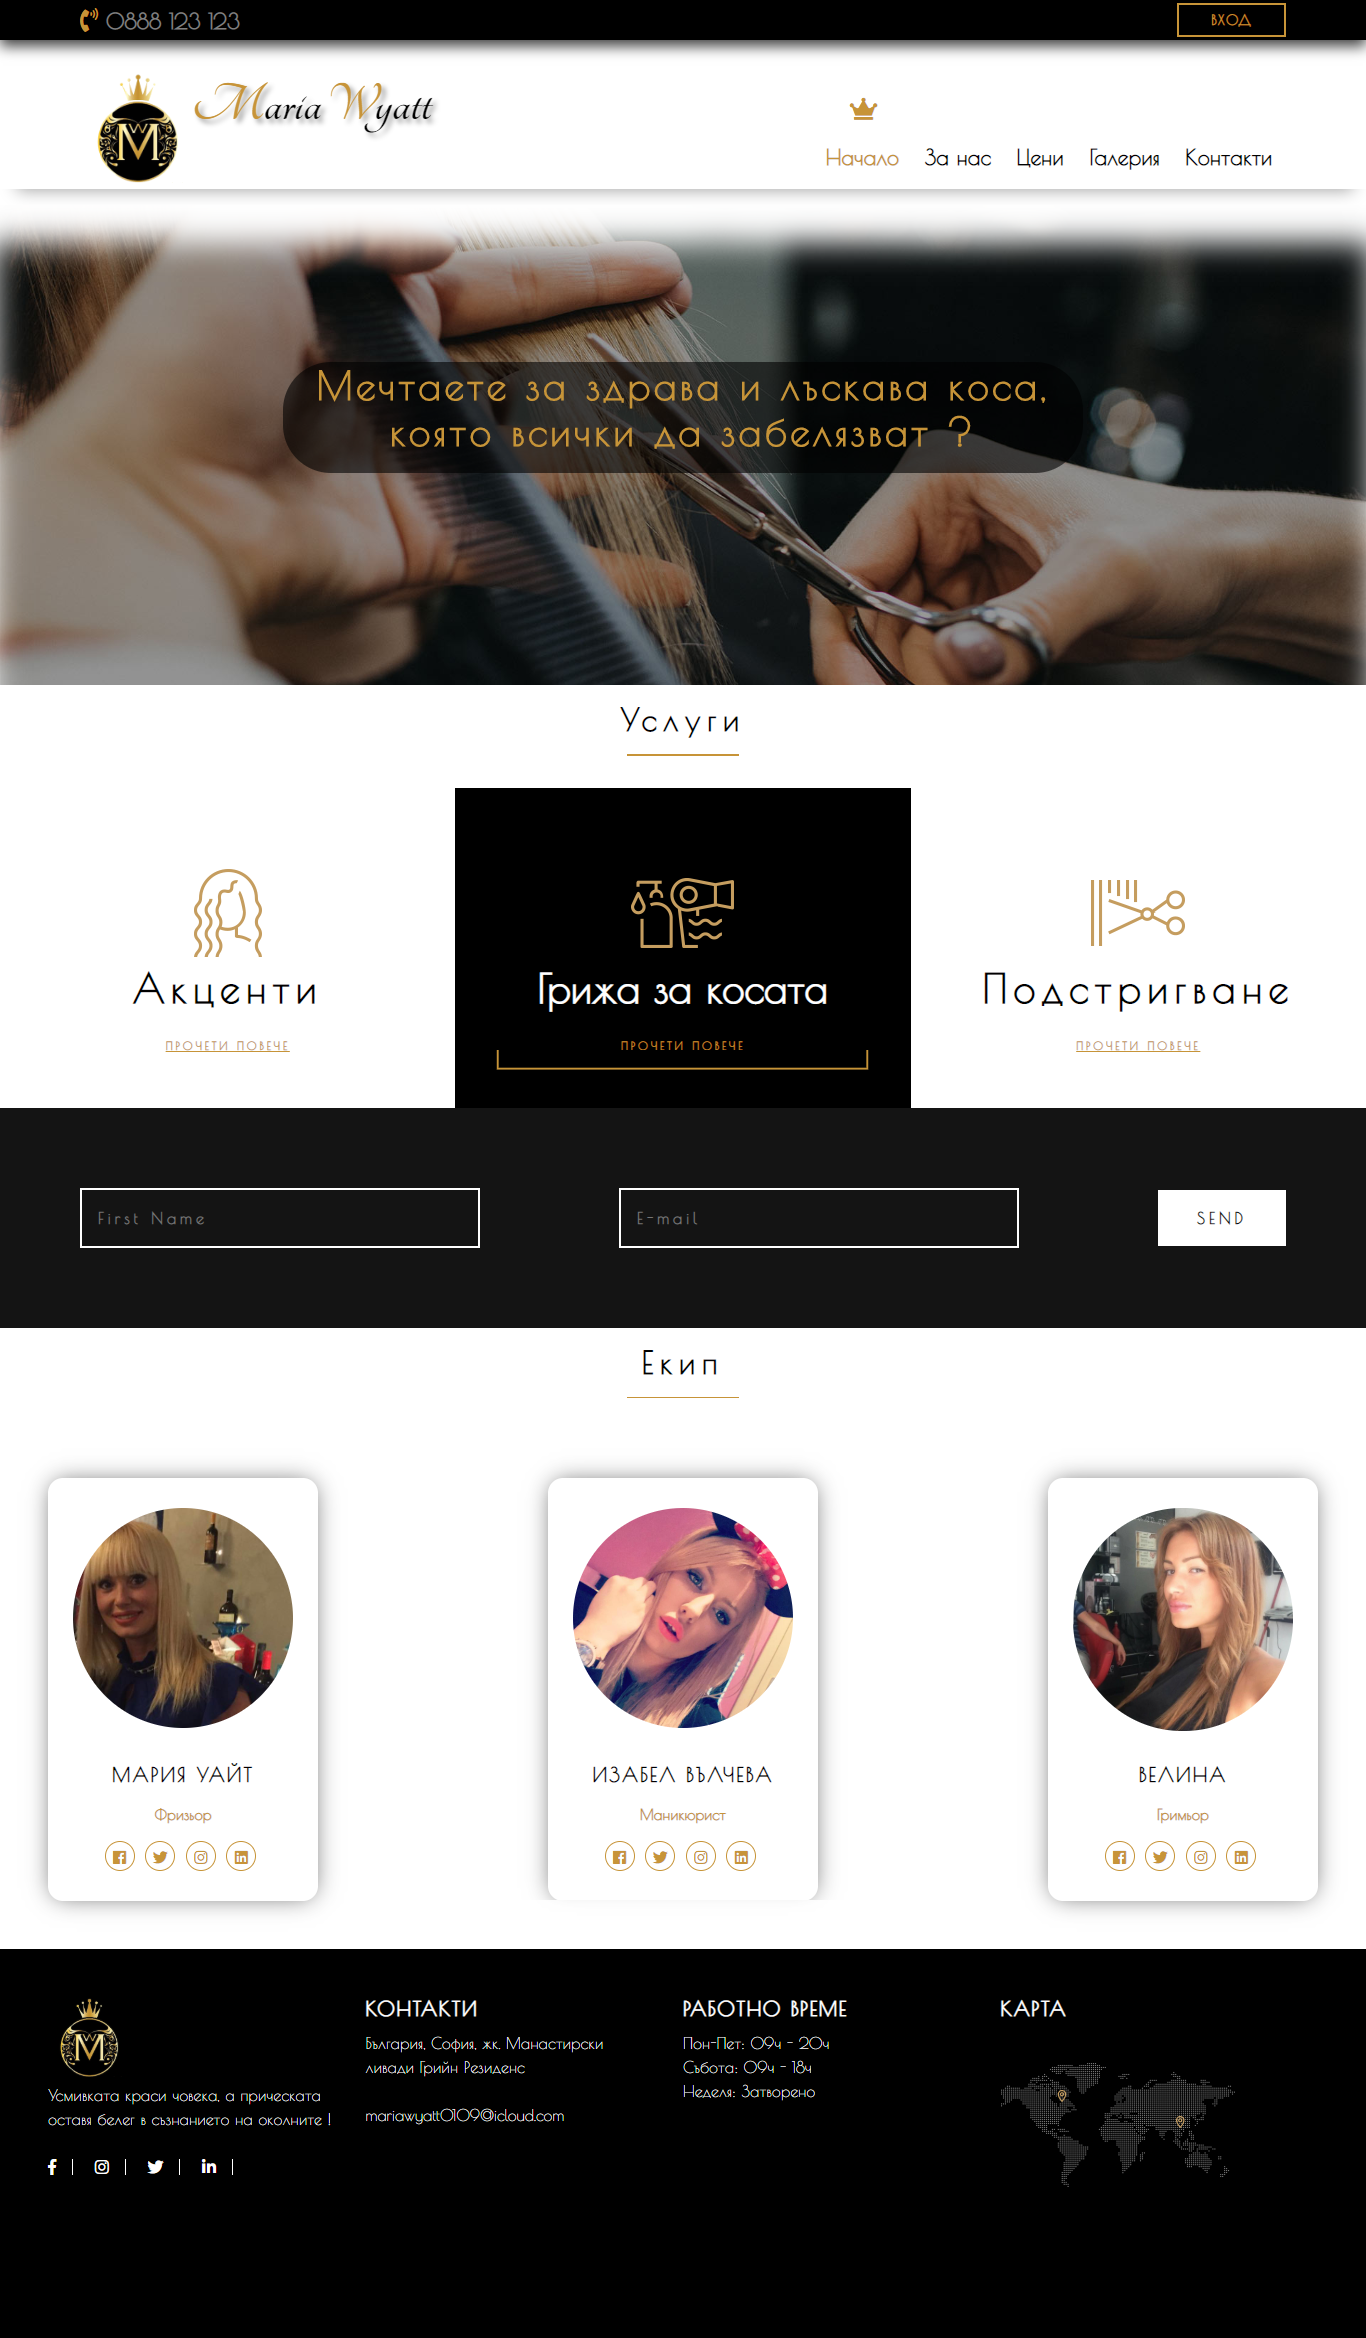 0888 123 123
ВХОД
M
Maria Wyatt
Начало За нас Цени Галерия Контакти
Мечтаете за здрава и лъскава коса,
която всички да забелязват ?
Услуги
Акценти
ПРОЧЕТИ ПОВЕЧЕ
Грижа за косата
ПРОЧЕТИ ПОВЕЧЕ
Подстригване
ПРОЧЕТИ ПОВЕЧЕ
First Name
E-mail
SEND
Екип
МАРИЯ УАЙТ
Фризьор
ИЗАБЕЛ ВЪЛЧЕВА
Маникюрист
ВЕЛИНА
Гримьор
M
Усмивката краси човека, а прическата
оставя белег в съзнанието на околните !
КОНТАКТИ
България, София, жк. Манастирски
ливади Грийн Резиденс
mariawyatt0109@icloud.com
РАБОТНО ВРЕМЕ
Пон-Пет: 09ч - 20ч
Събота: 09ч - 18ч
Неделя: Затворено
КАРТА